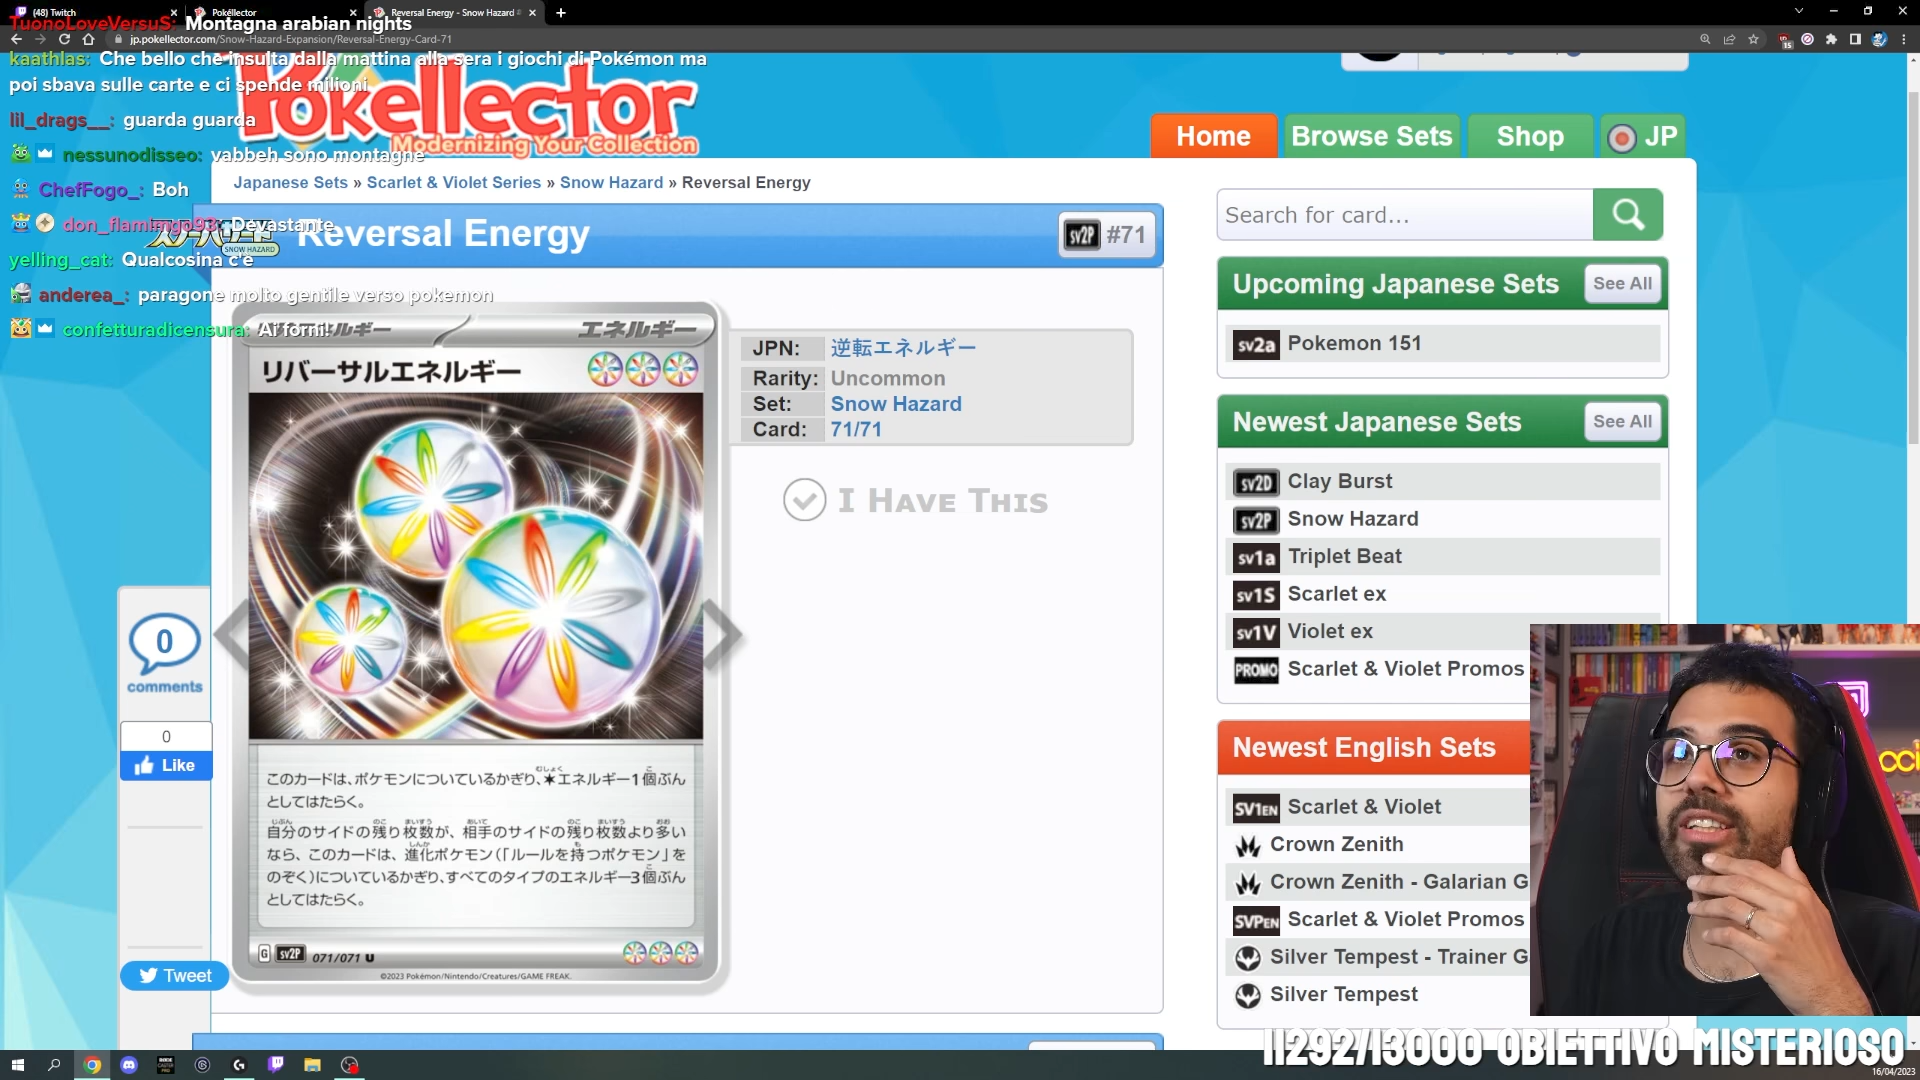 (48) Twitch
Pokéllector
Reversal Energy - Snow Hazard
jp.pokellector.com/Snow-Hazard-Expansion/Reversal-Energy-Card-71
TuonoLoveVersuS: Montagna arabian nights
kaathlas: Che bello che insulta dalla mattina alla sera i giochi di Pokémon ma
poi sbava sulle carte e ci spende milioni
lil_drags__: guarda guarda
nessunodisseo: vabbeh sono montagne
ChefFogo_: Boh
don_flamimgo93: Devastante
yelling_cat: Qualcosina c'è
anderea_: paragone molto gentile verso pokemon
confetturadicensura: Ai forni!
Pokellector
Modernizing Your Collection
Home
Browse Sets
Shop
JP
Japanese Sets » Scarlet & Violet Series » Snow Hazard » Reversal Energy
SNOW HAZARD
Reversal Energy
sv2P #71
エネルギー
リバーサルエネルギー
このカードは、ポケモンについているかぎり、エネルギー1個ぶん
としてはたらく。
自分のサイドの残り枚数が、相手のサイドの残り枚数より多い
なら、このカードは、進化ポケモン(「ルールを持つポケモン」を
のぞく)についているかぎり、すべてのタイプのエネルギー3個ぶん
としてはたらく。
G sv2P 071/071 U
©2023 Pokémon/Nintendo/Creatures/GAME FREAK.
JPN: 逆転エネルギー
Rarity: Uncommon
Set: Snow Hazard
Card: 71/71
I HAVE THIS
0
comments
0
Like
Tweet
Search for card...
Upcoming Japanese Sets
See All
sv2a Pokemon 151
Newest Japanese Sets
See All
sv2D Clay Burst
sv2P Snow Hazard
sv1a Triplet Beat
sv1S Scarlet ex
sv1V Violet ex
PROMO Scarlet & Violet Promos
Newest English Sets
SV1EN Scarlet & Violet
Crown Zenith
Crown Zenith - Galarian G
SVPEN Scarlet & Violet Promos
Silver Tempest - Trainer G
Silver Tempest
11292/13000 OBIETTIVO MISTERIOSO
16/04/2023